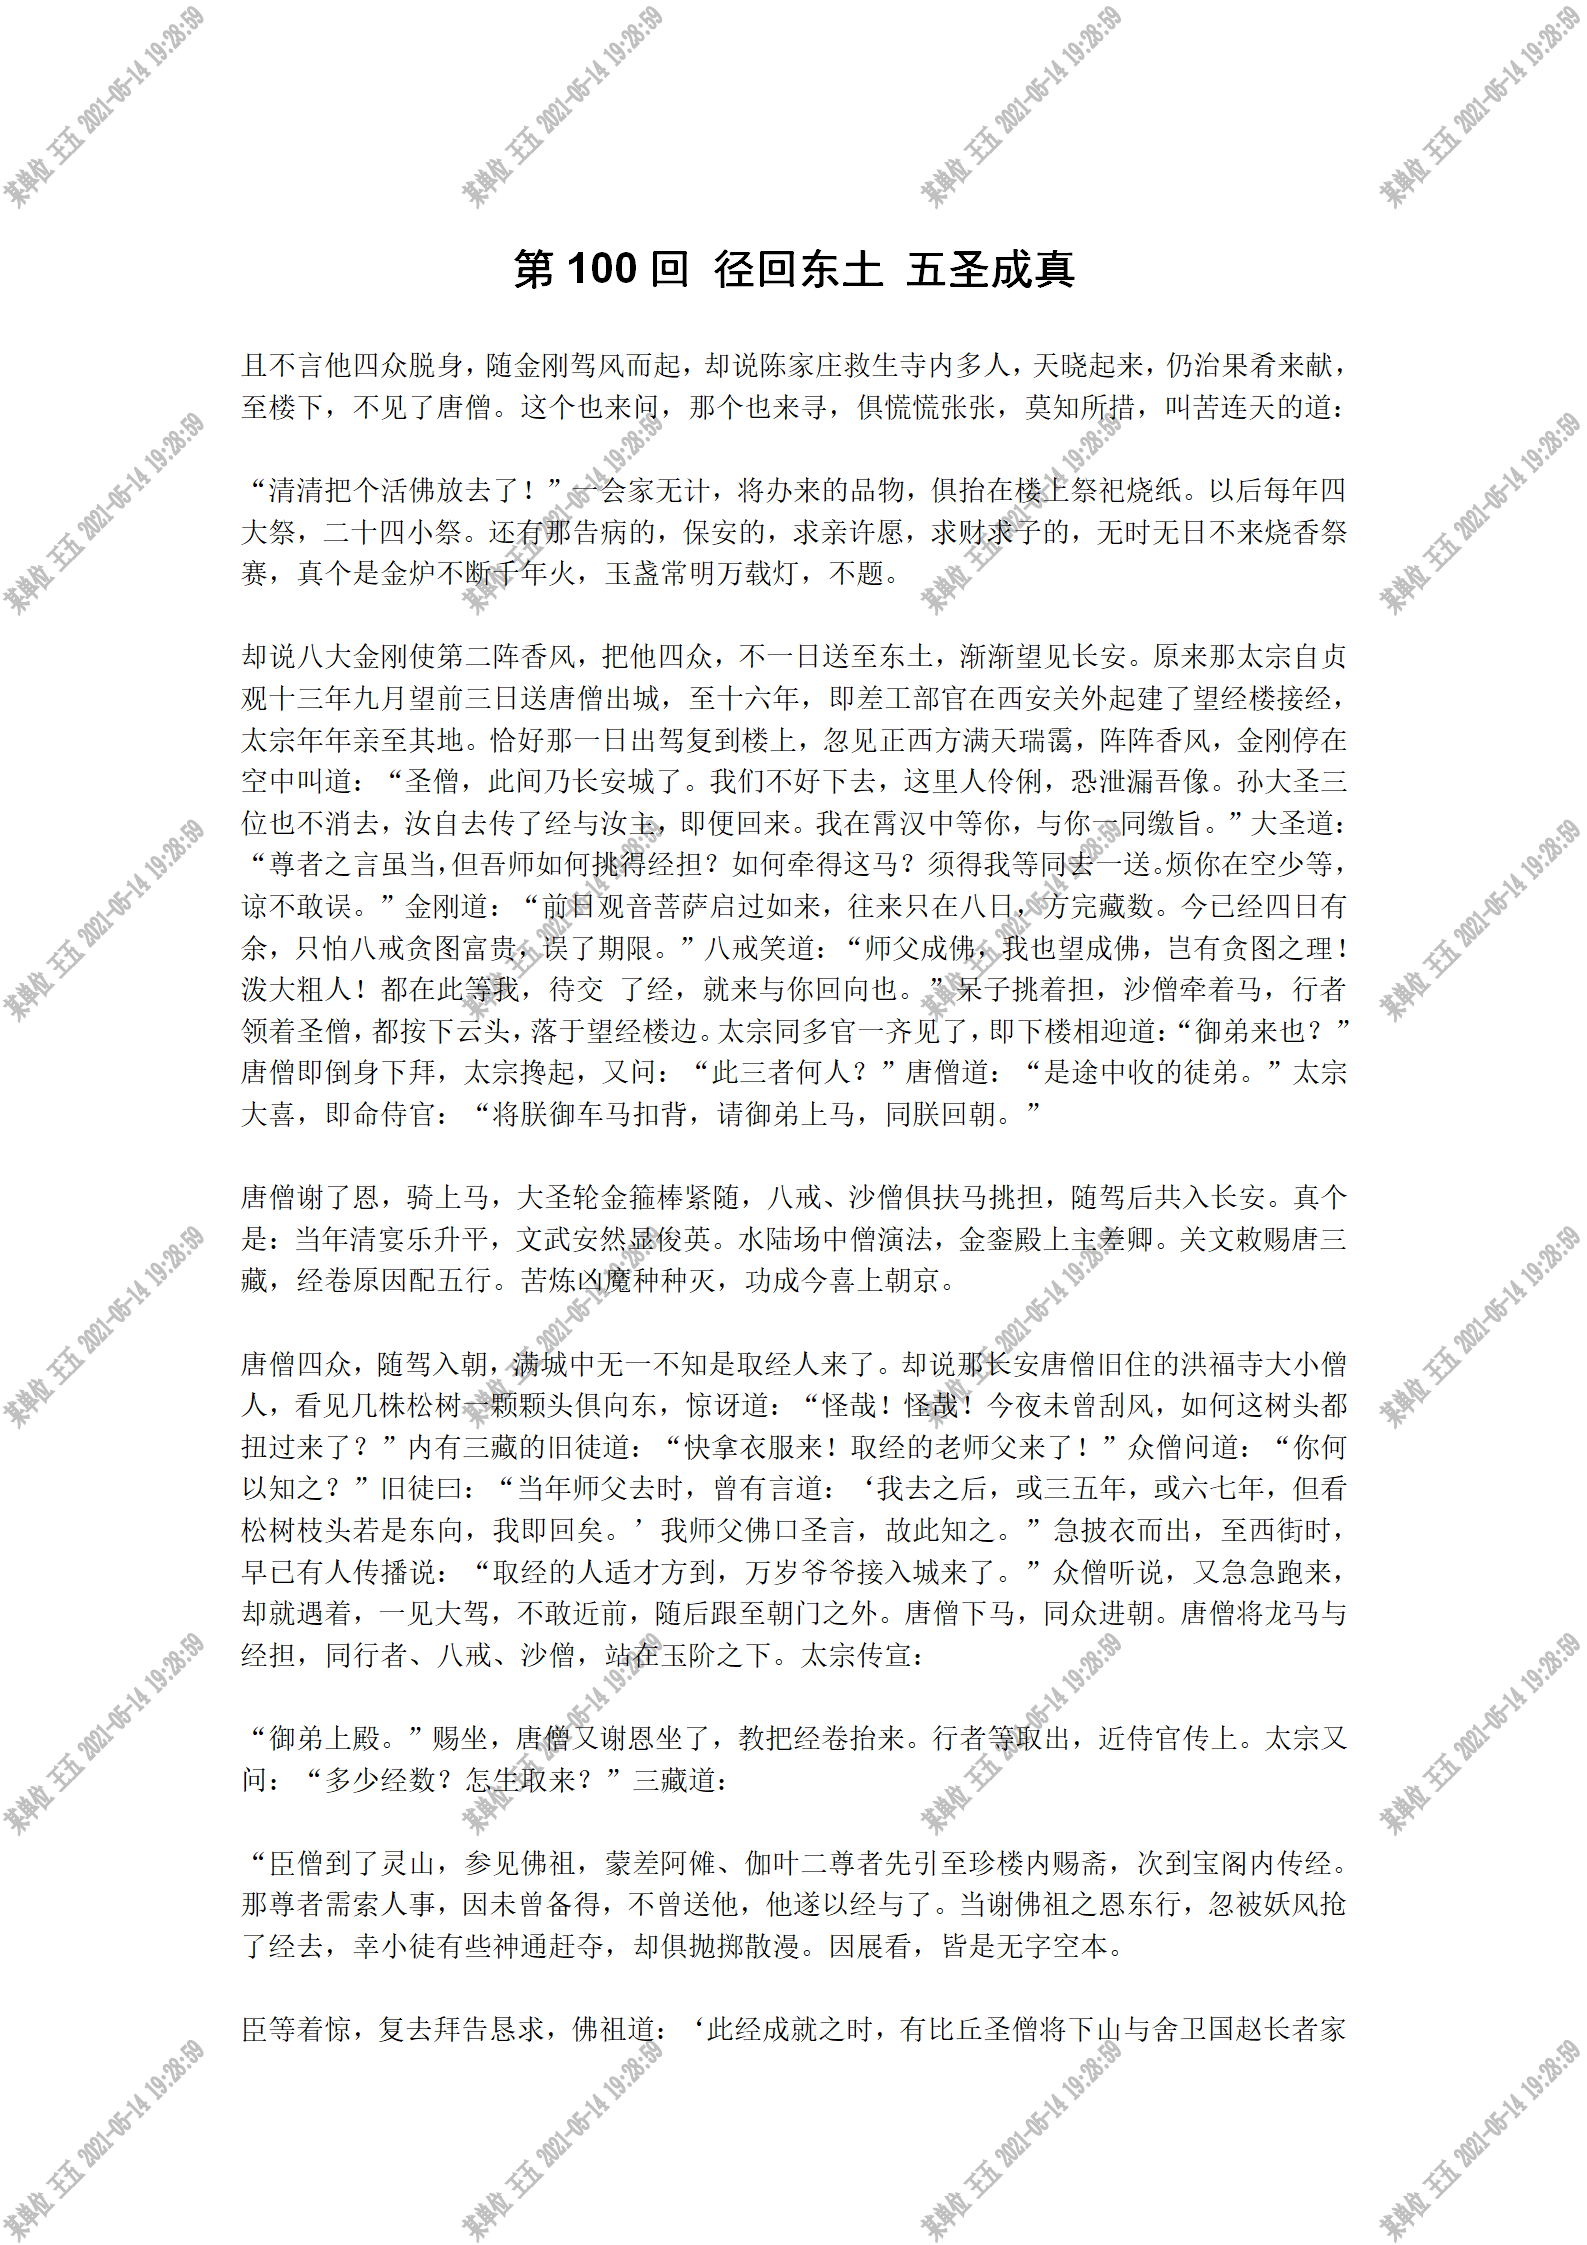 第 100 回 径回东土 五圣成真
且不言他四众脱身，随金刚驾风而起，却说陈家庄救生寺内多人，天晓起来，仍治果肴来献，
至楼下，不见了唐僧。这个也来问，那个也来寻，俱慌慌张张，莫知所措，叫苦连天的道：
“清清把个活佛放去了！”一会家无计，将办来的品物，俱抬在楼上祭祀烧纸。以后每年四
大祭，二十四小祭。还有那告病的，保安的，求亲许愿，求财求子的，无时无日不来烧香祭
赛，真个是金炉不断千年火，玉盏常明万载灯，不题。
却说八大金刚使第二阵香风，把他四众，不一日送至东土，渐渐望见长安。原来那太宗自贞
观十三年九月望前三日送唐僧出城，至十六年，即差工部官在西安关外起建了望经楼接经，
太宗年年亲至其地。恰好那一日出驾复到楼上，忽见正西方满天瑞霭，阵阵香风，金刚停在
空中叫道：“圣僧，此间乃长安城了。我们不好下去，这里人伶俐，恐泄漏吾像。孙大圣三
位也不消去，汝自去传了经与汝主，即便回来。我在霄汉中等你，与你一同缴旨。”大圣道：
“尊者之言虽当，但吾师如何挑得经担？如何牵得这马？须得我等同去一送。烦你在空少等，
谅不敢误。”金刚道：“前日观音菩萨启过如来，往来只在八日，方完藏数。今已经四日有
余，只怕八戒贪图富贵，误了期限。”八戒笑道：“师父成佛，我也望成佛，岂有贪图之理！
泼大粗人！都在此等我，待交 了经，就来与你回向也。”呆子挑着担，沙僧牵着马，行者
领着圣僧，都按下云头，落于望经楼边。太宗同多官一齐见了，即下楼相迎道：“御弟来也？”
唐僧即倒身下拜，太宗搀起，又问：“此三者何人？”唐僧道：“是途中收的徒弟。”太宗
大喜，即命侍官：“将朕御车马扣背，请御弟上马，同朕回朝。”
唐僧谢了恩，骑上马，大圣轮金箍棒紧随，八戒、沙僧俱扶马挑担，随驾后共入长安。真个
是：当年清宴乐升平，文武安然显俊英。水陆场中僧演法，金銮殿上主差卿。关文敕赐唐三
藏，经卷原因配五行。苦炼凶魔种种灭，功成今喜上朝京。
唐僧四众，随驾入朝，满城中无一不知是取经人来了。却说那长安唐僧旧住的洪福寺大小僧
人，看见几株松树一颗颗头俱向东，惊讶道：“怪哉！怪哉！今夜未曾刮风，如何这树头都
扭过来了？”内有三藏的旧徒道：“快拿衣服来！取经的老师父来了！”众僧问道：“你何
以知之？”旧徒曰：“当年师父去时，曾有言道：‘我去之后，或三五年，或六七年，但看
松树枝头若是东向，我即回矣。’我师父佛口圣言，故此知之。”急披衣而出，至西街时，
早已有人传播说：“取经的人适才方到，万岁爷爷接入城来了。”众僧听说，又急急跑来，
却就遇着，一见大驾，不敢近前，随后跟至朝门之外。唐僧下马，同众进朝。唐僧将龙马与
经担，同行者、八戒、沙僧，站在玉阶之下。太宗传宣：
“御弟上殿。”赐坐，唐僧又谢恩坐了，教把经卷抬来。行者等取出，近侍官传上。太宗又
问：“多少经数？怎生取来？”三藏道：
“臣僧到了灵山，参见佛祖，蒙差阿傩、伽叶二尊者先引至珍楼内赐斋，次到宝阁内传经。
那尊者需索人事，因未曾备得，不曾送他，他遂以经与了。当谢佛祖之恩东行，忽被妖风抢
了经去，幸小徒有些神通赶夺，却俱抛掷散漫。因展看，皆是无字空本。
臣等着惊，复去拜告恳求，佛祖道：‘此经成就之时，有比丘圣僧将下山与舍卫国赵长者家